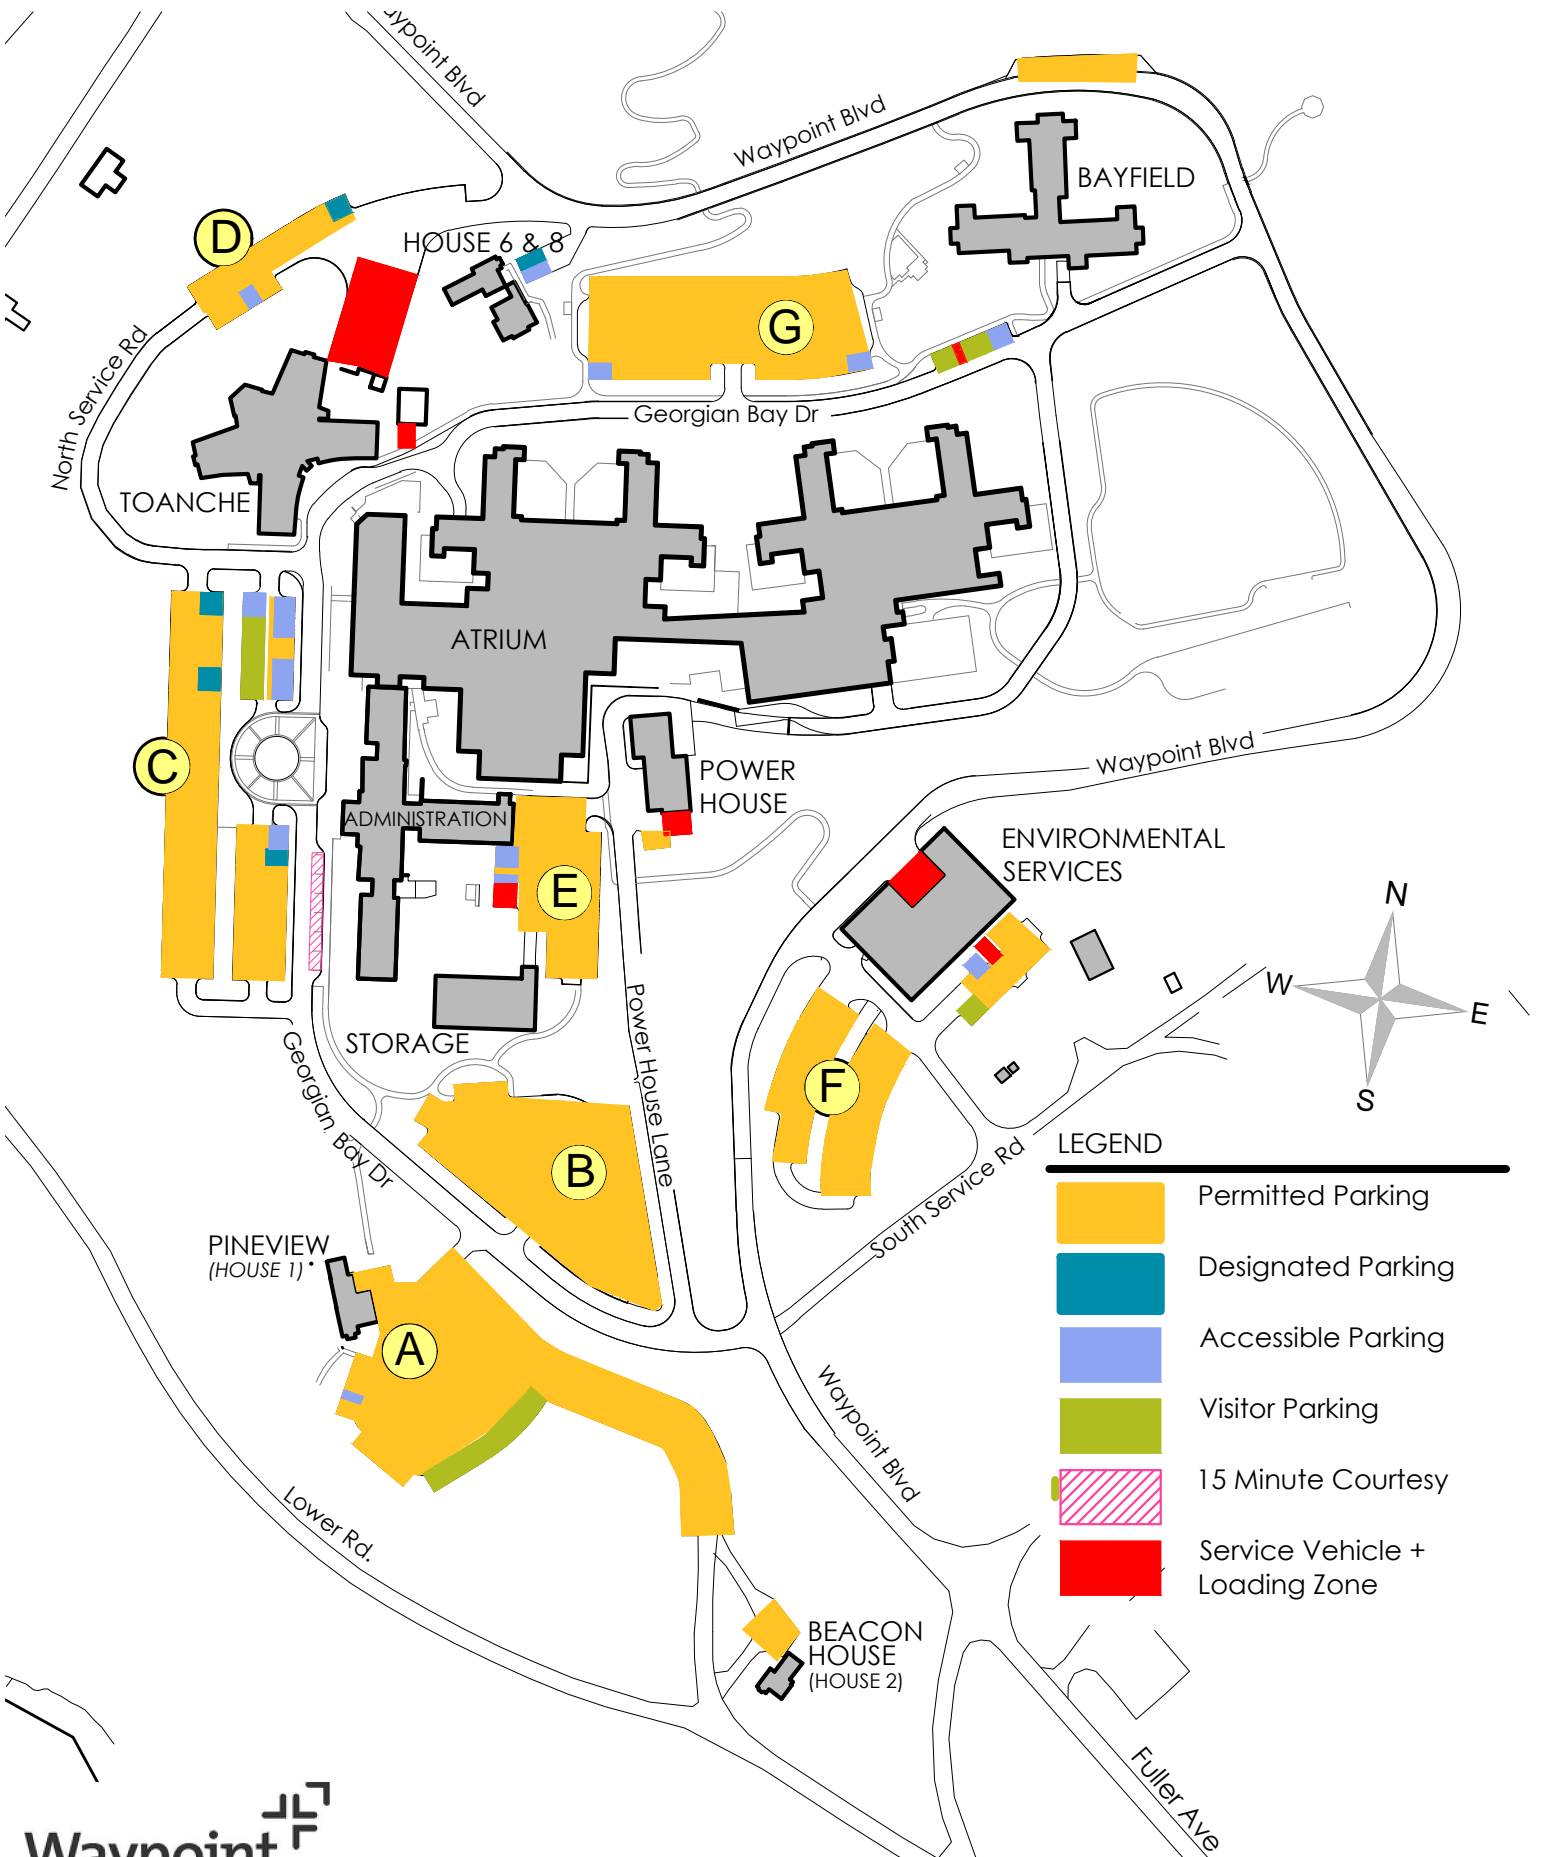 aypoint Blvd
Waypoint Blvd
BAYFIELD
D
HOUSE 6 & 8
G
North Service Rd
Georgian Bay Dr
TOANCHE
ATRIUM
C
Waypoint Blvd
POWER
HOUSE
ADMINISTRATION
ENVIRONMENTAL
SERVICES
E
N
W
E
S
Power House Lane
STORAGE
Georgian Bay Dr
F
B
South Service Rd
LEGEND
Permitted Parking
Designated Parking
Accessible Parking
Visitor Parking
15 Minute Courtesy
Service Vehicle +
Loading Zone
PINEVIEW
(HOUSE 1)
A
Waypoint Blvd
Lower Rd.
BEACON
HOUSE
(HOUSE 2)
Fuller Ave
Waypoint